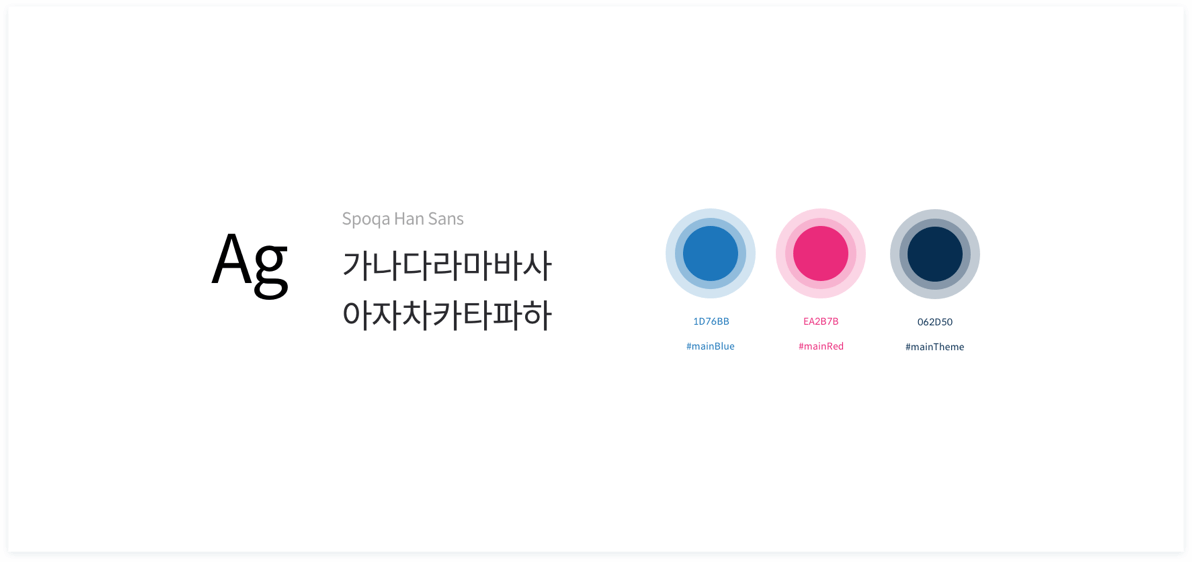 Ag
Spoqa Han Sans
가나다라마바사
아자차카타파하
1D76BB
#mainBlue
EA2B7B
#mainRed
062D50
#mainTheme